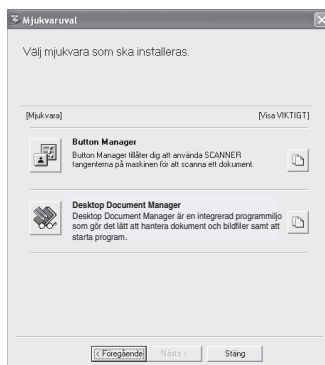 Mjukvaruval
Välj mjukvara som ska installeras.
[Mjukvara] [Visa VIKTIGT]
Button Manager
Button Manager tillåter dig att använda SCANNER
tangenterna på maskinen för att scanna ett dokument.
Desktop Document Manager
Desktop Document Manager är en integrerad programmiljo
som gör det lätt att hantera dokument och bildfiler samt att
starta program.
< Föregående Nästa > Stäng